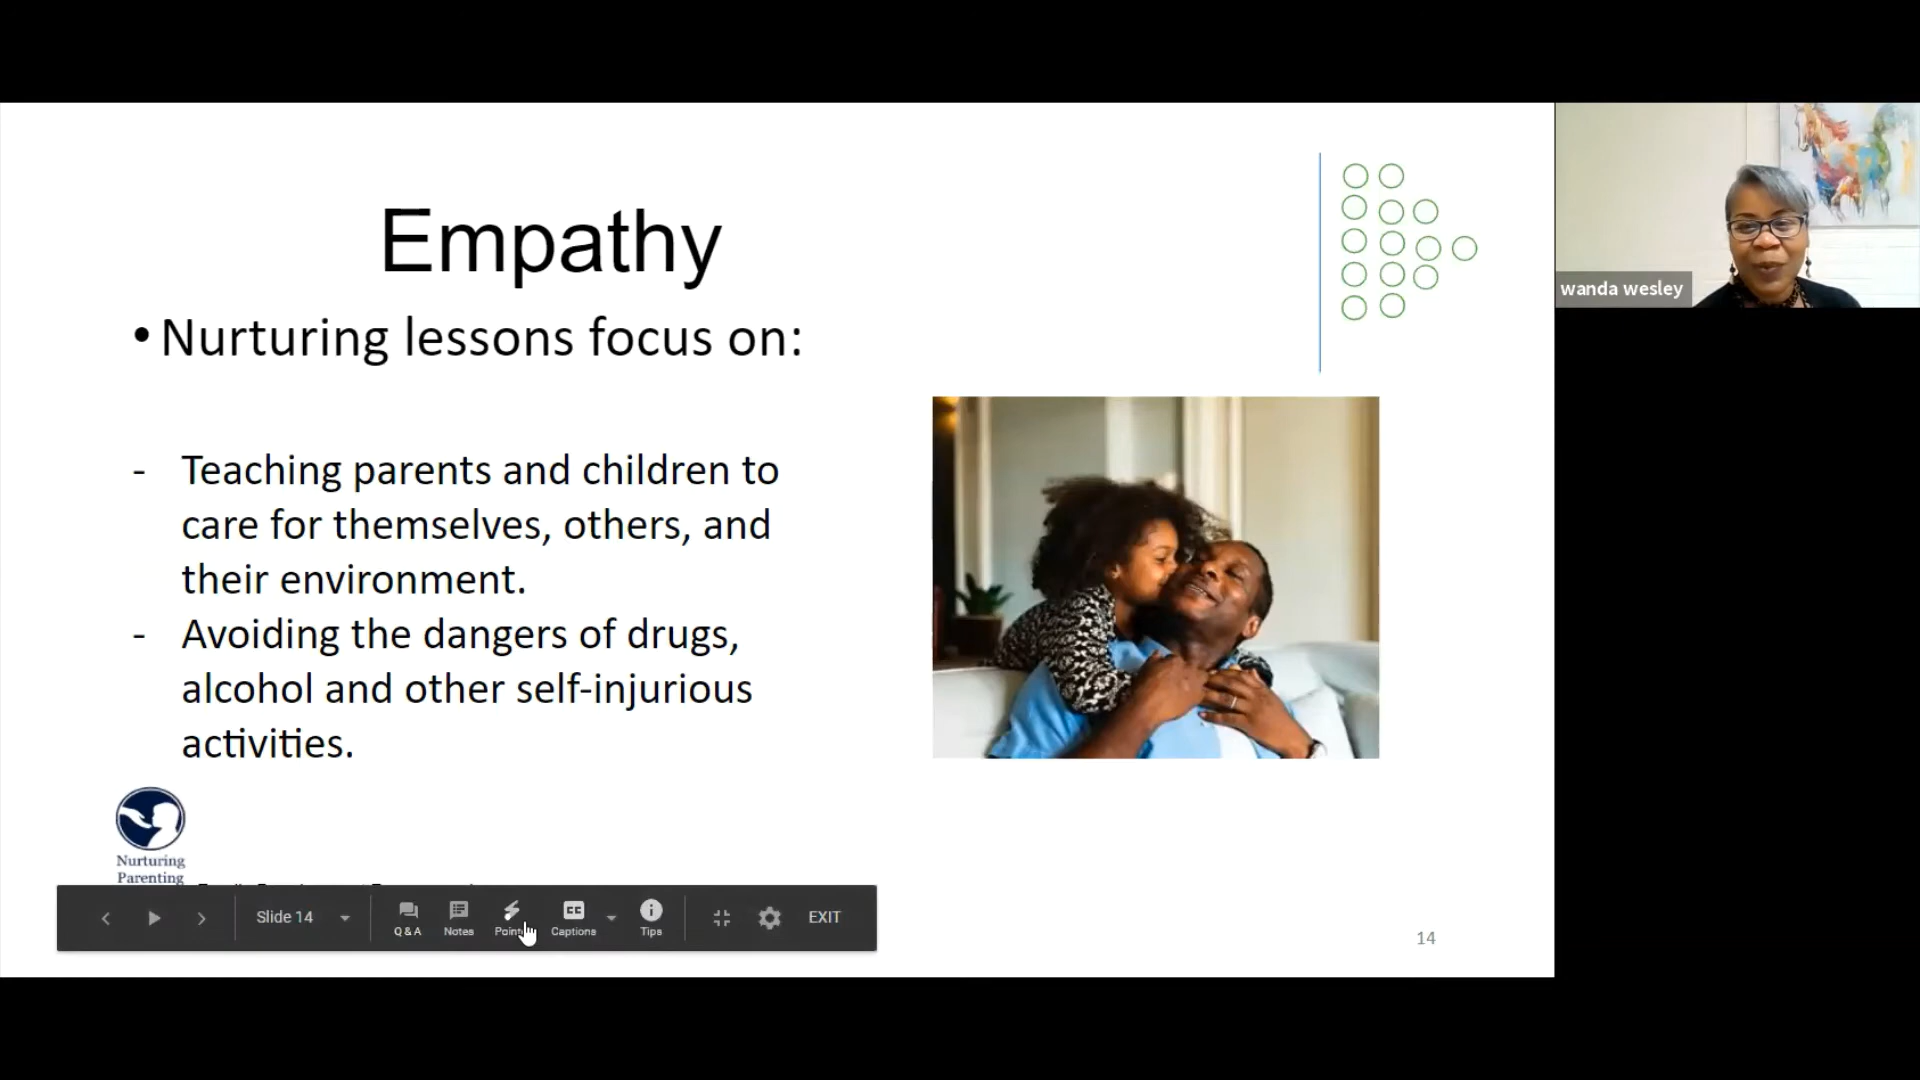 Empathy
• Nurturing lessons focus on:
- Teaching parents and children to
care for themselves, others, and
their environment.
- Avoiding the dangers of drugs,
alcohol and other self-injurious
activities.
Nurturing
Parenting
Slide 14
Q & A
Notes
Captions
Tips
EXIT
14
wanda wesley